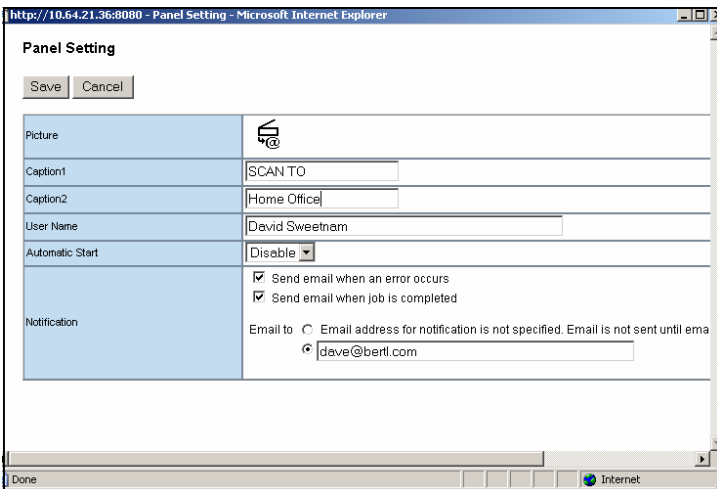 http://10.64.21.36:8080 - Panel Setting - Microsoft Internet Explorer
Panel Setting
Save Cancel
Picture
Caption1 SCAN TO
Caption2 Home Office
User Name David Sweetnam
Automatic Start Disable
Send email when an error occurs
Send email when job is completed
Notification
Email to Email address for notification is not specified. Email is not sent until ema
dave@bertl.com
Done Internet